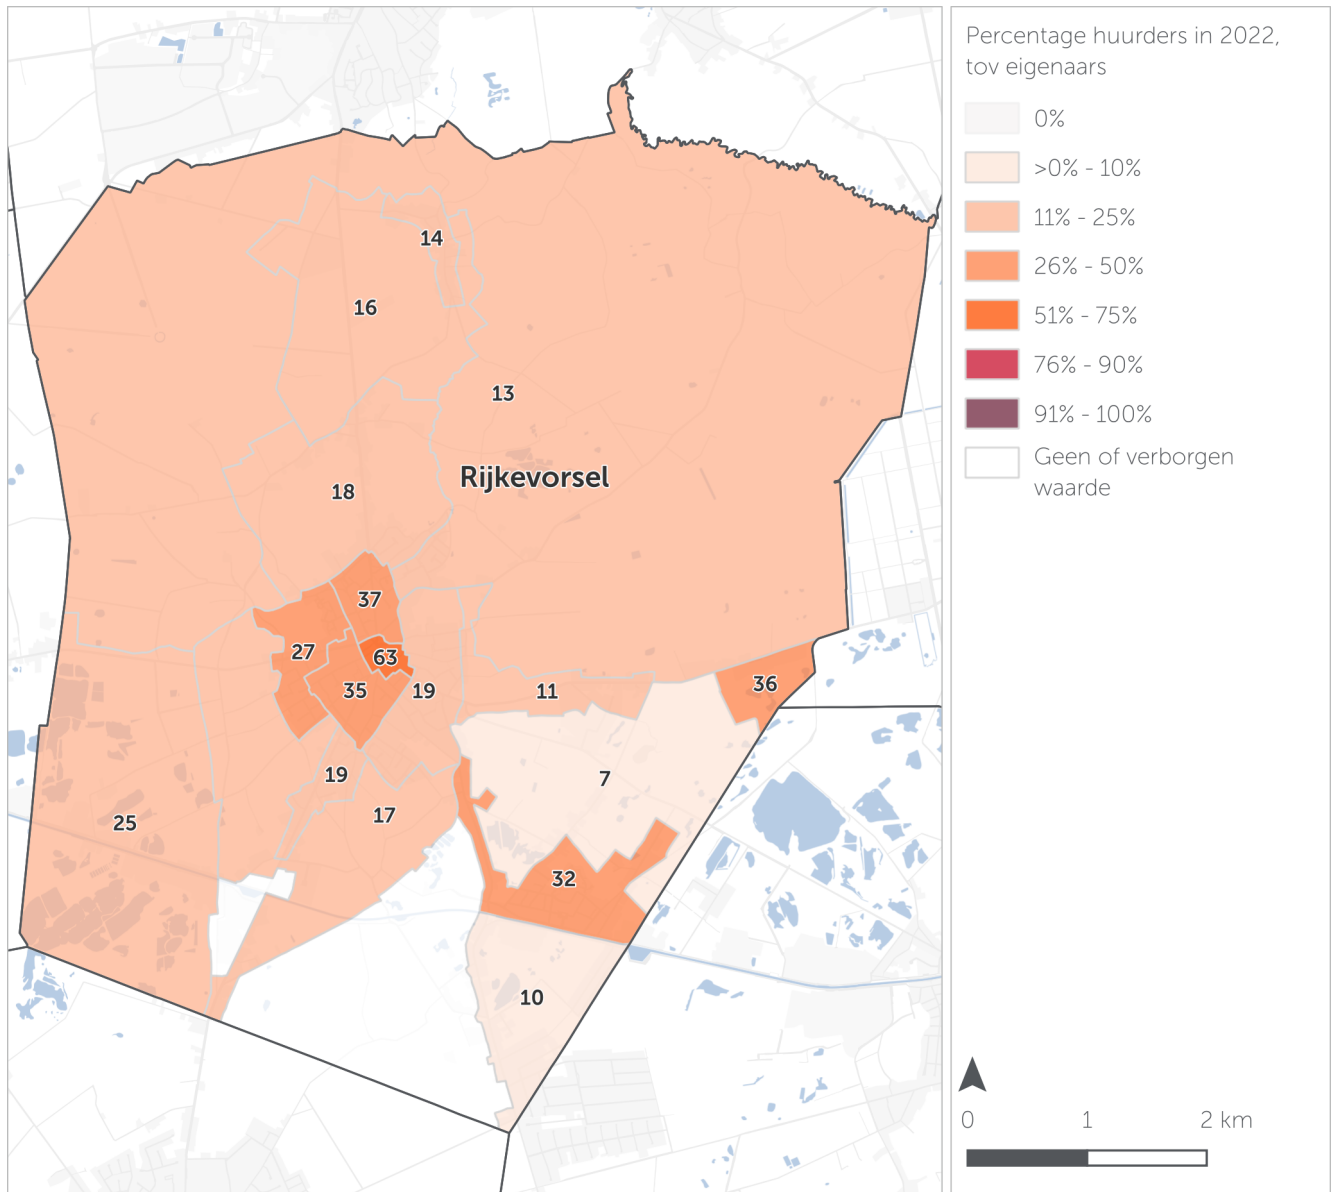 14
16
13
Rijkevorsel
18
37
27
63
35
19
11
36
19
7
17
25
32
10
Percentage huurders in 2022,
tov eigenaars
0%
>0% - 10%
11% - 25%
26% - 50%
51% - 75%
76% - 90%
91% - 100%
Geen of verborgen
waarde
0 1 2 km